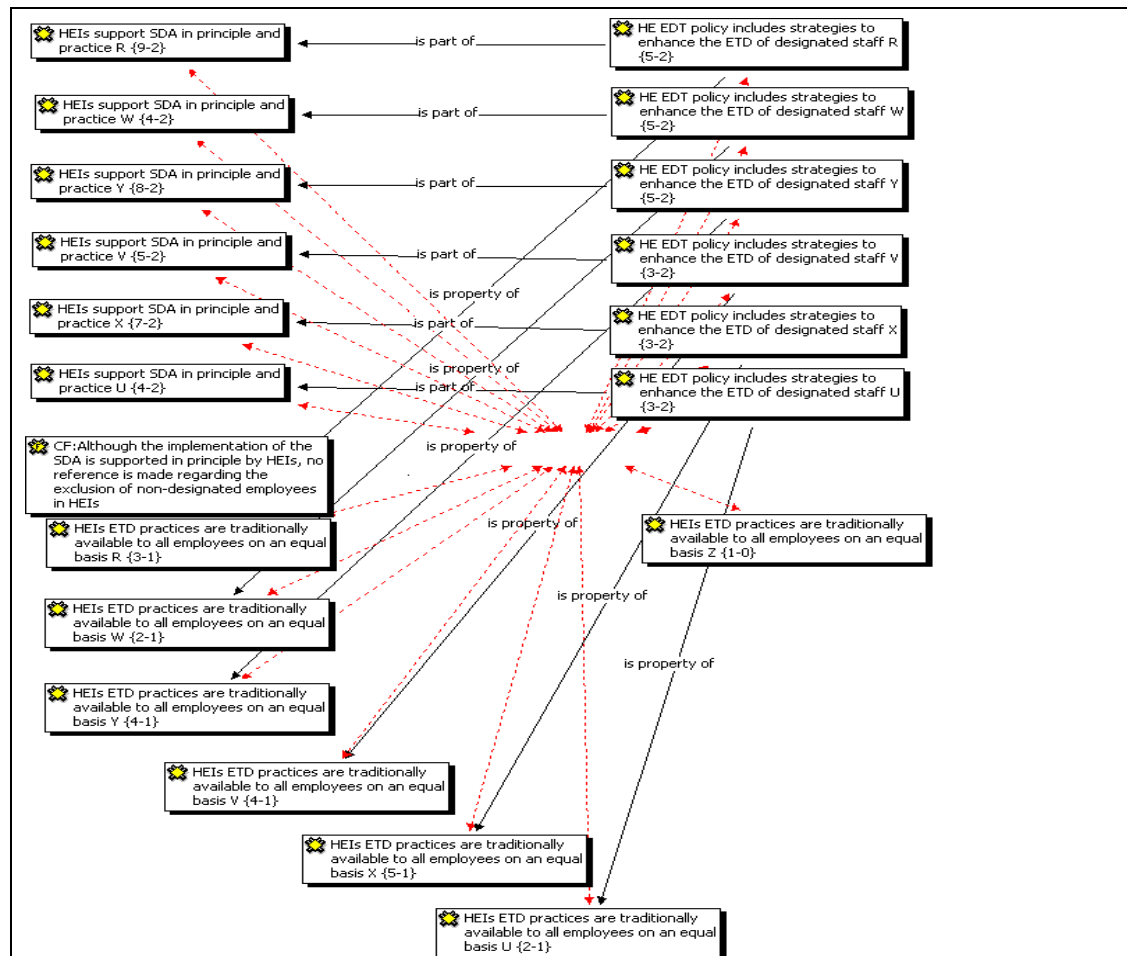 HEIs support SDA in principle and
practice R {9-2}
is part of
HE EDT policy includes strategies to
enhance the ETD of designated staff R
{5-2}
HEIs support SDA in principle and
practice W {4-2}
is part of
HE EDT policy includes strategies to
enhance the ETD of designated staff W
{5-2}
HEIs support SDA in principle and
practice Y {8-2}
is part of
HE EDT policy includes strategies to
enhance the ETD of designated staff Y
{5-2}
HEIs support SDA in principle and
practice V {5-2}
is part of
HE EDT policy includes strategies to
enhance the ETD of designated staff V
{3-2}
is property of
HEIs support SDA in principle and
practice X {7-2}
is part of
HE EDT policy includes strategies to
enhance the ETD of designated staff X
{3-2}
is property of
HEIs support SDA in principle and
practice U {4-2}
is part of
HE EDT policy includes strategies to
enhance the ETD of designated staff U
{3-2}
CF:Although the implementation of the
SDA is supported in principle by HEIs, no
reference is made regarding the
exclusion of non-designated employees
in HEIs
is property of
is property of
HEIs ETD practices are traditionally
available to all employees on an equal
basis R {3-1}
HEIs ETD practices are traditionally
available to all employees on an equal
basis Z {1-0}
is property of
HEIs ETD practices are traditionally
available to all employees on an equal
basis W {2-1}
is property of
HEIs ETD practices are traditionally
available to all employees on an equal
basis Y {4-1}
HEIs ETD practices are traditionally
available to all employees on an equal
basis V {4-1}
HEIs ETD practices are traditionally
available to all employees on an equal
basis X {5-1}
HEIs ETD practices are traditionally
available to all employees on an equal
basis U {2-1}